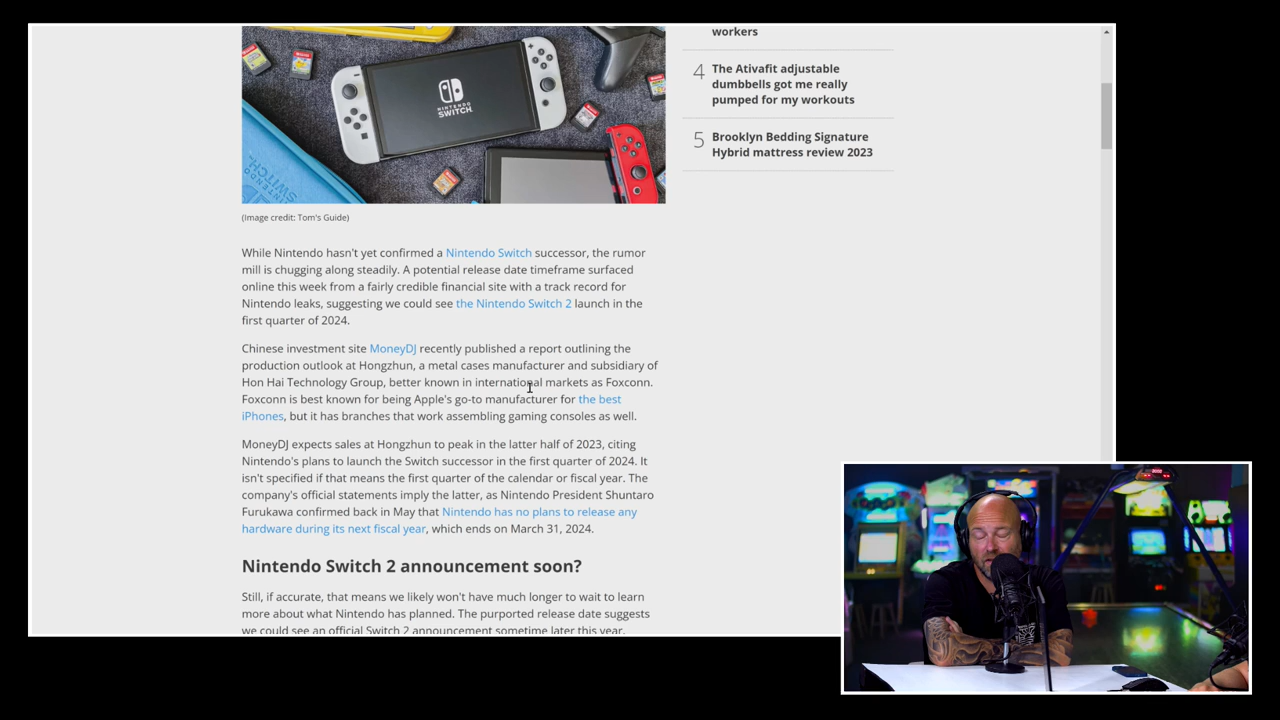 NINTENDO
SWITCH
SWITCH
(Image credit: Tom's Guide)
While Nintendo hasn't yet confirmed a Nintendo Switch successor, the rumor
mill is chugging along steadily. A potential release date timeframe surfaced
online this week from a fairly credible financial site with a track record for
Nintendo leaks, suggesting we could see the Nintendo Switch 2 launch in the
first quarter of 2024.
Chinese investment site MoneyDJ recently published a report outlining the
production outlook at Hongzhun, a metal cases manufacturer and subsidiary of
Hon Hai Technology Group, better known in international markets as Foxconn.
Foxconn is best known for being Apple's go-to manufacturer for the best
iPhones, but it has branches that work assembling gaming consoles as well.
MoneyDJ expects sales at Hongzhun to peak in the latter half of 2023, citing
Nintendo's plans to launch the Switch successor in the first quarter of 2024. It
isn't specified if that means the first quarter of the calendar or fiscal year. The
company's official statements imply the latter, as Nintendo President Shuntaro
Furukawa confirmed back in May that Nintendo has no plans to release any
hardware during its next fiscal year, which ends on March 31, 2024.
Nintendo Switch 2 announcement soon?
Still, if accurate, that means we likely won't have much longer to wait to learn
more about what Nintendo has planned. The purported release date suggests
we could see an official Switch 2 announcement sometime later this year.
workers
4 The Ativafit adjustable
dumbbells got me really
pumped for my workouts
5 Brooklyn Bedding Signature
Hybrid mattress review 2023